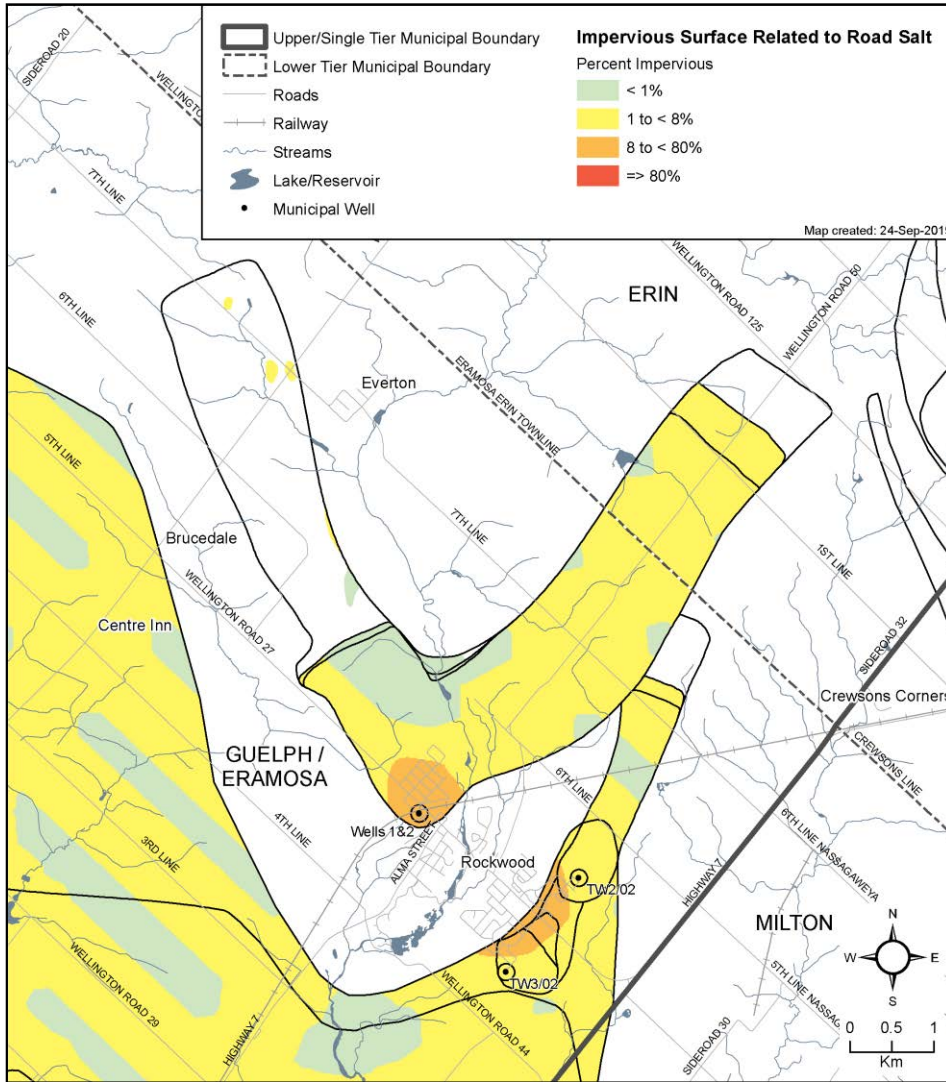 Upper/Single Tier Municipal Boundary
Lower Tier Municipal Boundary
Roads
Railway
Streams
Lake/Reservoir
Municipal Well
Impervious Surface Related to Road Salt
Percent Impervious
< 1%
1 to < 8%
8 to < 80%
=> 80%
Map created: 24-Sep-2015
SIDEROAD 20
WELLINGTON
7TH LINE
6TH LINE
WELLINGTON ROAD 125
WELLINGTON ROAD 50
ERIN
ERAMOSA ERIN TOWNLINE
Everton
5TH LINE
Brucedale
7TH LINE
WELLINGTON ROAD 27
1ST LINE
Centre Inn
SIDEROAD 32
Crewsons Corners
CREWSONS LINE
GUELPH /
ERAMOSA
6TH LINE
4TH LINE
Wells 1&2
ALMA STREET
Rockwood
3RD LINE
TW2/02
HIGHWAY 7
6TH LINE NASSAGAWEYA
MILTON
TW3/02
WELLINGTON ROAD 29
HIGHWAY 7
WELLINGTON ROAD 44
SIDEROAD 30
5TH LINE NASSAGA
N
W E
S
0 1
Km